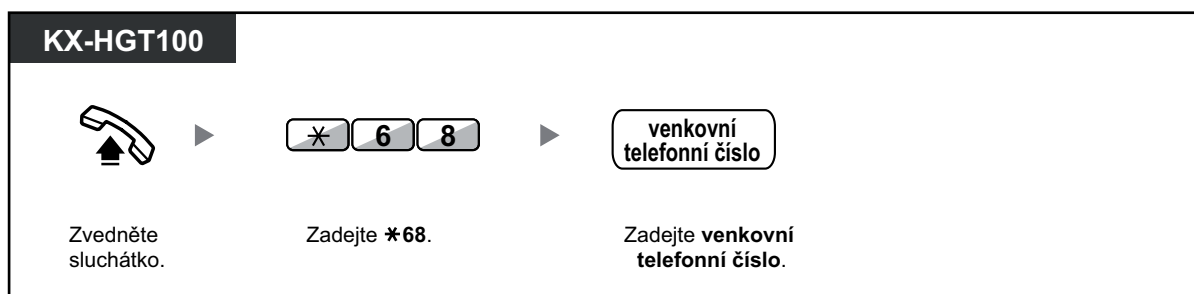 KX-HGT100
✱ 6 8
venkovní
telefonní číslo
Zvedněte
sluchátko.
Zadejte ✱68.
Zadejte venkovní
telefonní číslo.